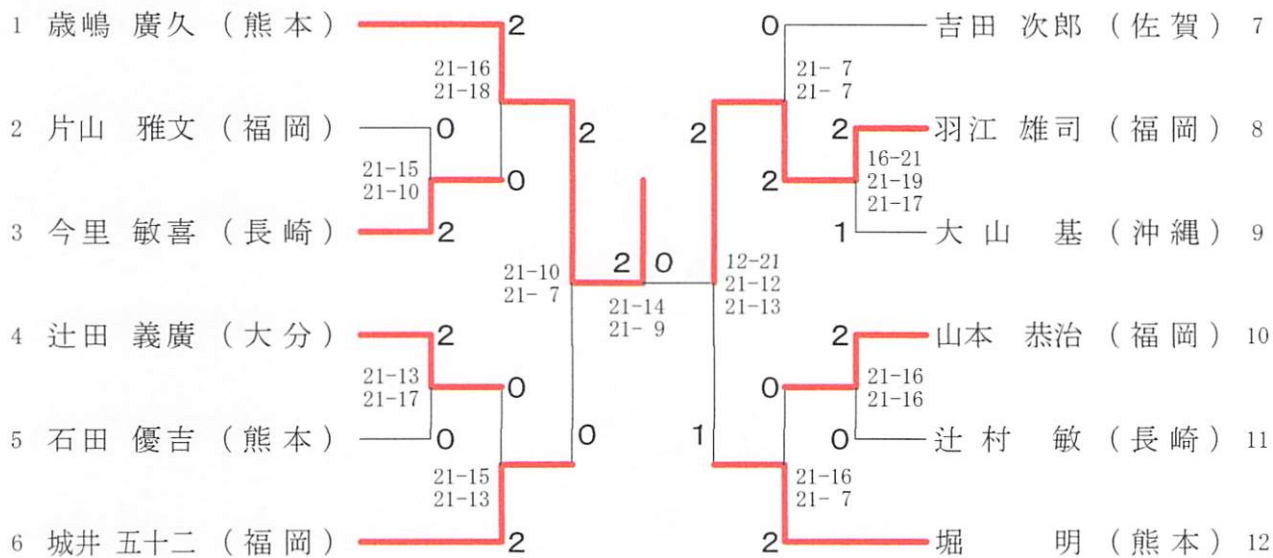 1 歳嶋 廣久 (熊本) 2
21-16
21-18
2 片山 雅文 (福岡) 0
21-15
21-10
0
3 今里 敏喜 (長崎) 2
2
21-10
21- 7
4 辻田 義廣 (大分) 2
21-13
21-17
0
5 石田 優吉 (熊本) 0
0
21-15
21-13
6 城井 五十二 (福岡) 2
2 0
21-14
21- 9
0 吉田 次郎 (佐賀) 7
21- 7
21- 7
2
2 羽江 雄司 (福岡) 8
2
16-21
21-19
21-17
1 大山 基 (沖縄) 9
12-21
21-12
21-13
2 山本 恭治 (福岡) 10
0
21-16
21-16
0 辻村 敏 (長崎) 11
1
21-16
21- 7
2 堀 明 (熊本) 12